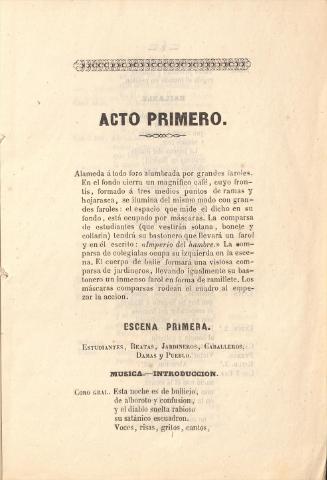 ACTO PRIMERO.
Alameda á todo foro alumbrada por grandes faroles.
En el fondo cierra un magnífico café, cuyo fron-
tis, formado á tres medios puntos de ramas y
hojarasca, se ilumina del mismo modo con gran-
des faroles: el espacio que mide el dicho en su
fondo, está ocupado por máscaras. La comparsa
de estudiantes (que vestirán sotana, bonete y
collarin) tendrá su bastonero que llevará un farol
y en él escrito: «Imperio del hambre.» La com-
parsa de colegialas ocupa su izquierda en la esce-
na. El cuerpo de baile formará una vistosa com-
parsa de jardineros, llevando igualmente su bas-
tonero un inmenso farol en forma de ramillete. Los
máscaras comparsas rodean el cuadro al empe-
zar la accion.
ESCENA PRIMERA.
ESTUDIANTES, BEATAS, JARDINEROS, CABALLEROS,
DAMAS Y PUEBLO.
MUSICA—INTRODUCCION.
CORO GRAL. Esta noche es de bullicio,
de alboroto y confusion,
y el diablo suelta rabioso
su satánico escuadron.
Voces, risas, gritos, cantos,